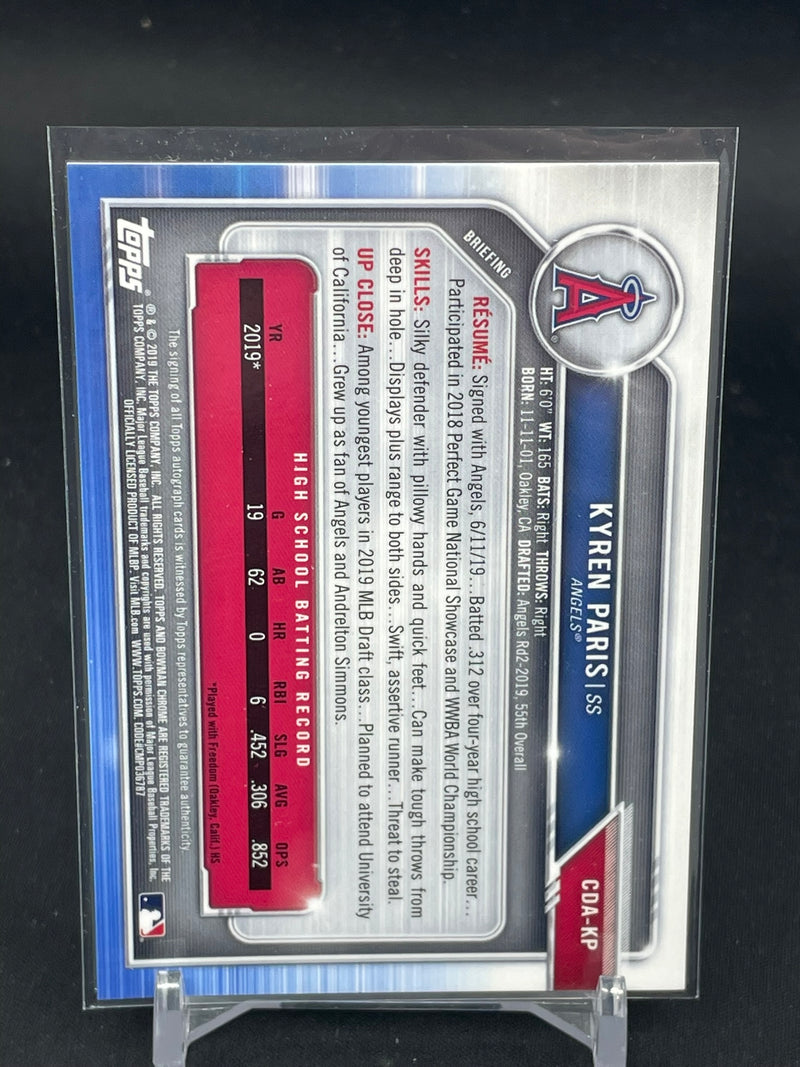 A
KYREN PARIS | SS
ANGELS®
CDA-KP
HT: 6'0" WT: 165 BATS: Right THROWS: Right
BORN: 11-11-01, Oakley, CA DRAFTED: Angels Rd2-2019, 55th Overall
BRIEFING
RÉSUMÉ: Signed with Angels, 6/11/19...Batted .312 over four-year high school career...
Participated in 2018 Perfect Game National Showcase and WWBA World Championship.
SKILLS: Silky defender with pillowy hands and quick feet...Can make tough throws from
deep in hole...Displays plus range to both sides...Swift, assertive runner...Threat to steal.
UP CLOSE: Among youngest players in 2019 MLB Draft class...Planned to attend University
of California...Grew up as fan of Angels and Andrelton Simmons.
HIGH SCHOOL BATTING RECORD
YR G AB HR RBI SLG AVG OPS
2019* 19 62 0 6 .452 .306 .852
*Played with Freedom (Oakley, Calif.) HS
The signing of all Topps autograph cards is witnessed by Topps representatives to guarantee authenticity.
topps®
® & © 2019 THE TOPPS COMPANY, INC. ALL RIGHTS RESERVED. TOPPS AND BOWMAN CHROME ARE REGISTERED TRADEMARKS OF THE
TOPPS COMPANY, INC. Major League Baseball trademarks and copyrights are used with permission of Major League Baseball Properties, Inc.
OFFICIALLY LICENSED PRODUCT OF MLBP. Visit MLB.com WWW.TOPPS.COM. CODE#CMP036787